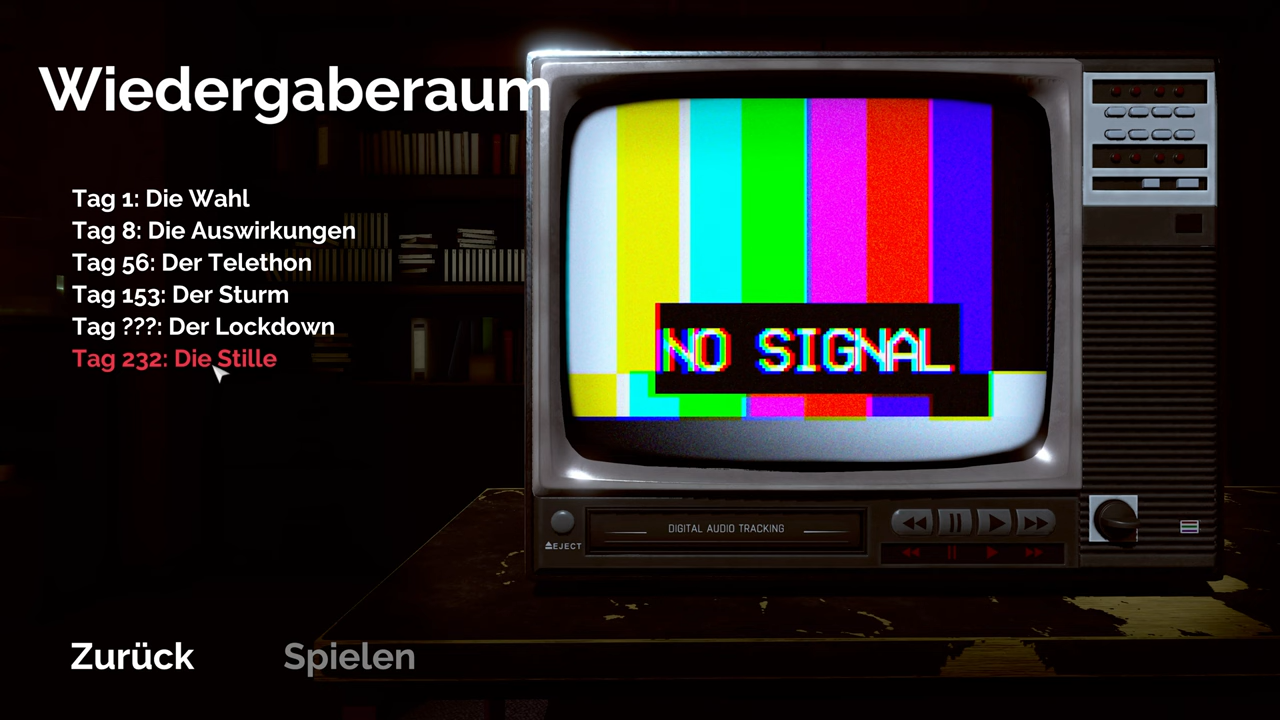 Wiedergaberaum
Tag 1: Die Wahl
Tag 8: Die Auswirkungen
Tag 56: Der Telethon
Tag 153: Der Sturm
Tag ???: Der Lockdown
Tag 232: Die Stille
NO SIGNAL
DIGITAL AUDIO TRACKING
EJECT
Zurück
Spielen